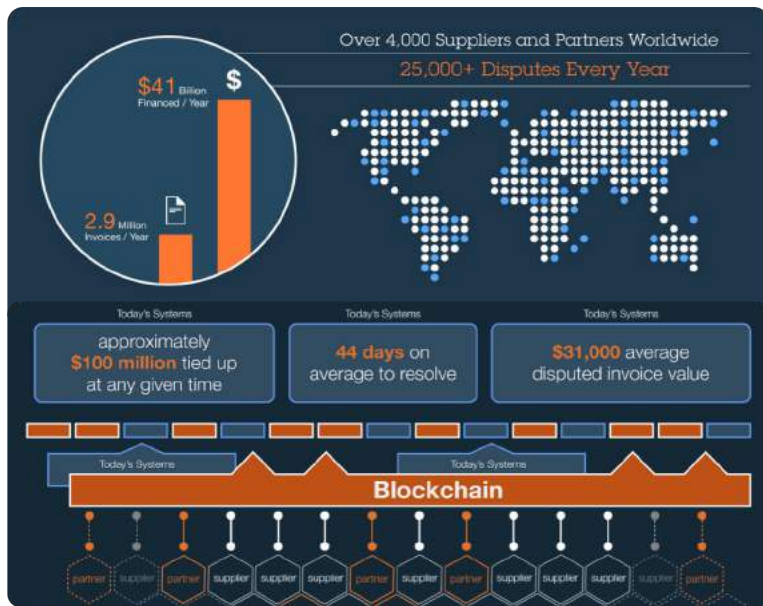 Over 4,000 Suppliers and Partners Worldwide
25,000+ Disputes Every Year
$41 Billion
Financed / Year
$
2.9 Million
Invoices / Year
Today's Systems
approximately
$100 million tied up
at any given time
Today's Systems
44 days on
average to resolve
Today's Systems
$31,000 average
disputed invoice value
Today's Systems
Today's Systems
Blockchain
partner
supplier
partner
supplier
supplier
supplier
partner
supplier
partner
supplier
supplier
supplier
supplier
partner